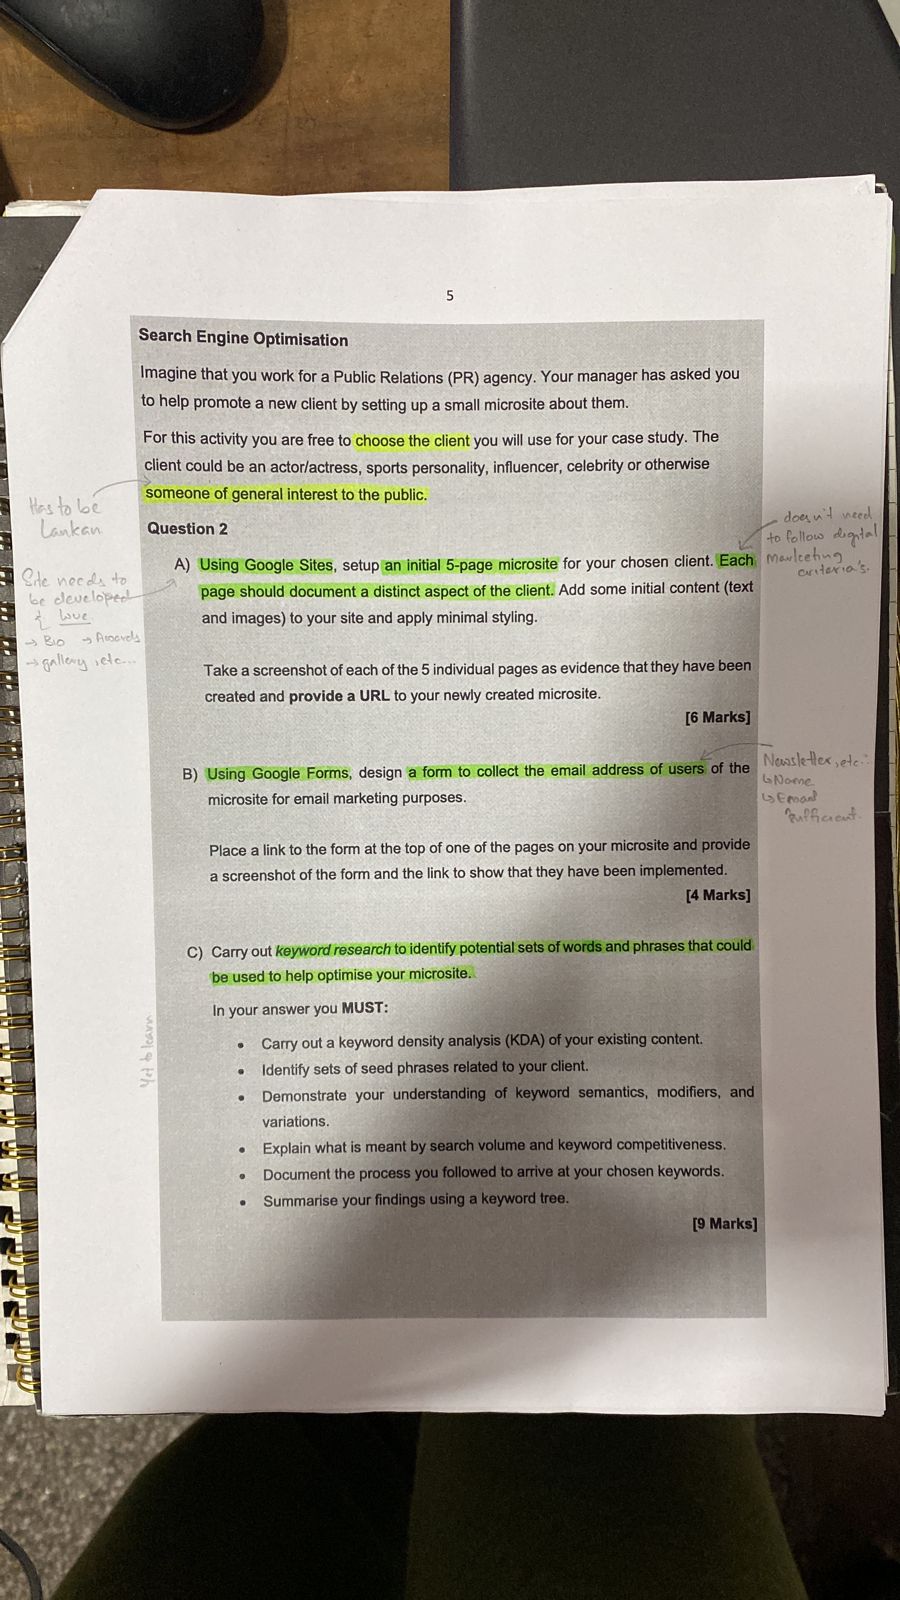 5
Search Engine Optimisation
Imagine that you work for a Public Relations (PR) agency. Your manager has asked you
to help promote a new client by setting up a small microsite about them.
For this activity you are free to choose the client you will use for your case study. The
client could be an actor/actress, sports personality, influencer, celebrity or otherwise
someone of general interest to the public.
Has to be
Lankan
Question 2
doesn't need
to follow digital
Marketing
criteria's.
A) Using Google Sites, setup an initial 5-page microsite for your chosen client. Each
page should document a distinct aspect of the client. Add some initial content (text
and images) to your site and apply minimal styling.
Site needs to
be developed
&
→ Bio → Awards
→ gallery, etc...
Take a screenshot of each of the 5 individual pages as evidence that they have been
created and provide a URL to your newly created microsite.
[6 Marks]
B) Using Google Forms, design a form to collect the email address of users of the
microsite for email marketing purposes.
Newsletter, etc..
↳ Name
↳ Email
sufficient.
Place a link to the form at the top of one of the pages on your microsite and provide
a screenshot of the form and the link to show that they have been implemented.
[4 Marks]
C) Carry out keyword research to identify potential sets of words and phrases that could
be used to help optimise your microsite.
In your answer you MUST:
Yet to learn
• Carry out a keyword density analysis (KDA) of your existing content.
• Identify sets of seed phrases related to your client.
• Demonstrate your understanding of keyword semantics, modifiers, and
variations.
• Explain what is meant by search volume and keyword competitiveness.
• Document the process you followed to arrive at your chosen keywords.
• Summarise your findings using a keyword tree.
[9 Marks]